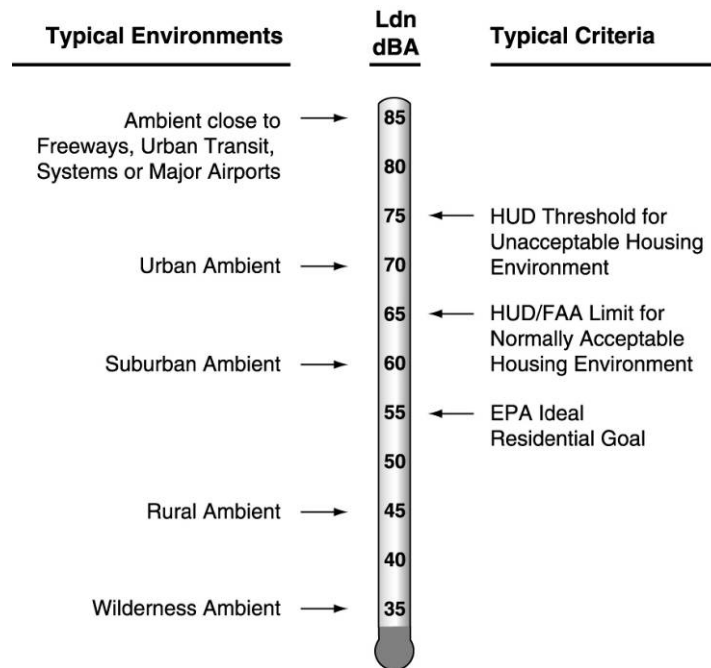 Typical Environments
Ldn
dBA
Typical Criteria
Ambient close to
Freeways, Urban Transit,
Systems or Major Airports
85
80
75
HUD Threshold for
Unacceptable Housing
Environment
Urban Ambient
70
65
HUD/FAA Limit for
Normally Acceptable
Housing Environment
Suburban Ambient
60
55
EPA Ideal
Residential Goal
50
Rural Ambient
45
40
Wilderness Ambient
35